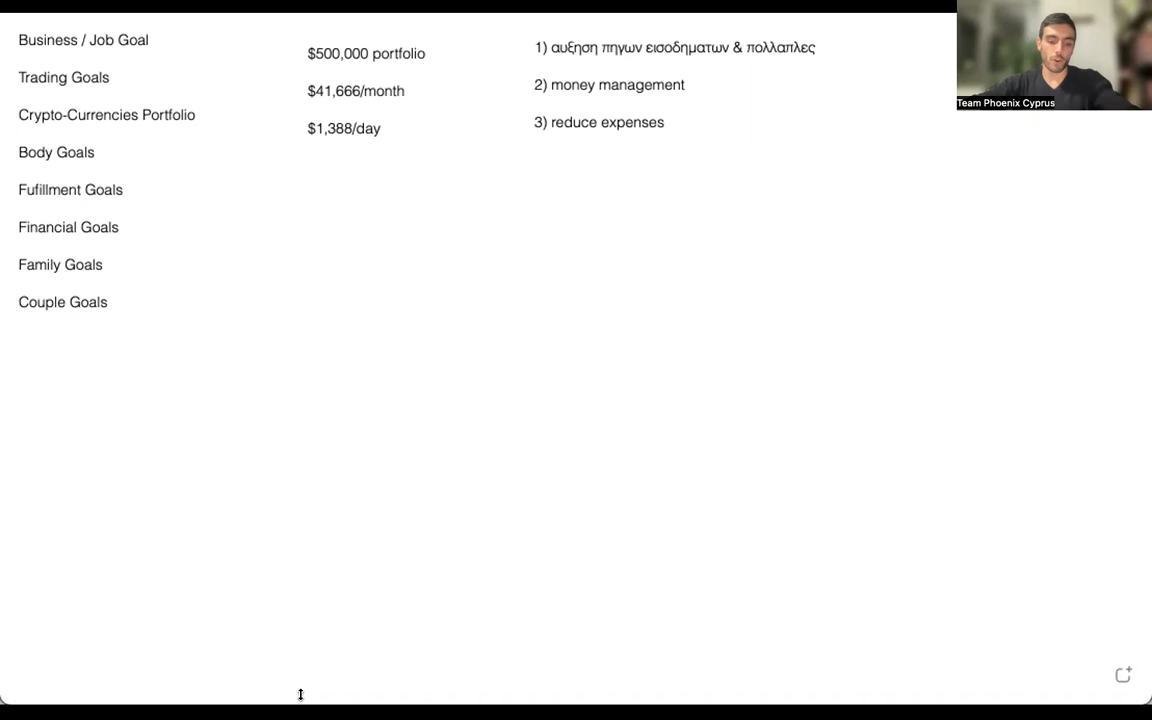 Business / Job Goal
Trading Goals
Crypto-Currencies Portfolio
Body Goals
Fufillment Goals
Financial Goals
Family Goals
Couple Goals
$500,000 portfolio
$41,666/month
$1,388/day
1) αυξηση πηγων εισοδηματων & πολλαπλες
2) money management
3) reduce expenses
Team Phoenix Cyprus